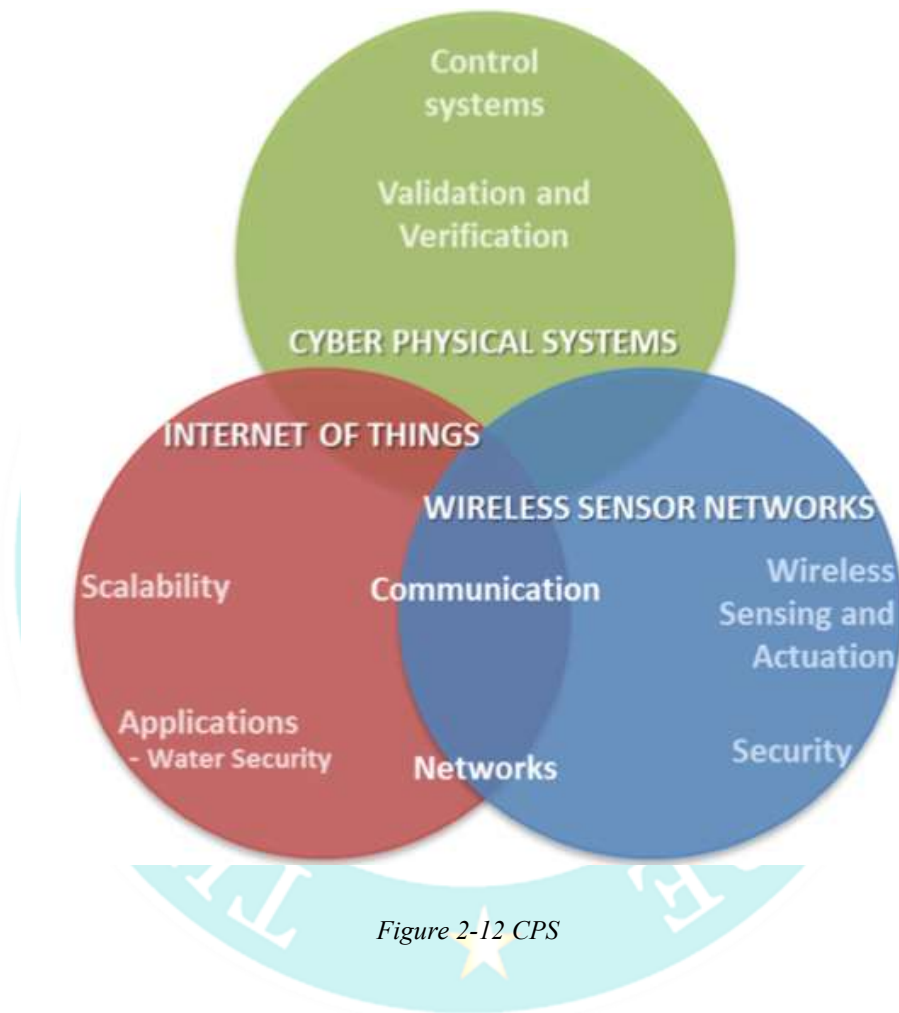 Control
systems
Validation and
Verification
CYBER PHYSICAL SYSTEMS
INTERNET OF THINGS
WIRELESS SENSOR NETWORKS
Scalability
Communication
Wireless
Sensing and
Actuation
Applications
- Water Security
Networks
Security
Figure 2-12 CPS